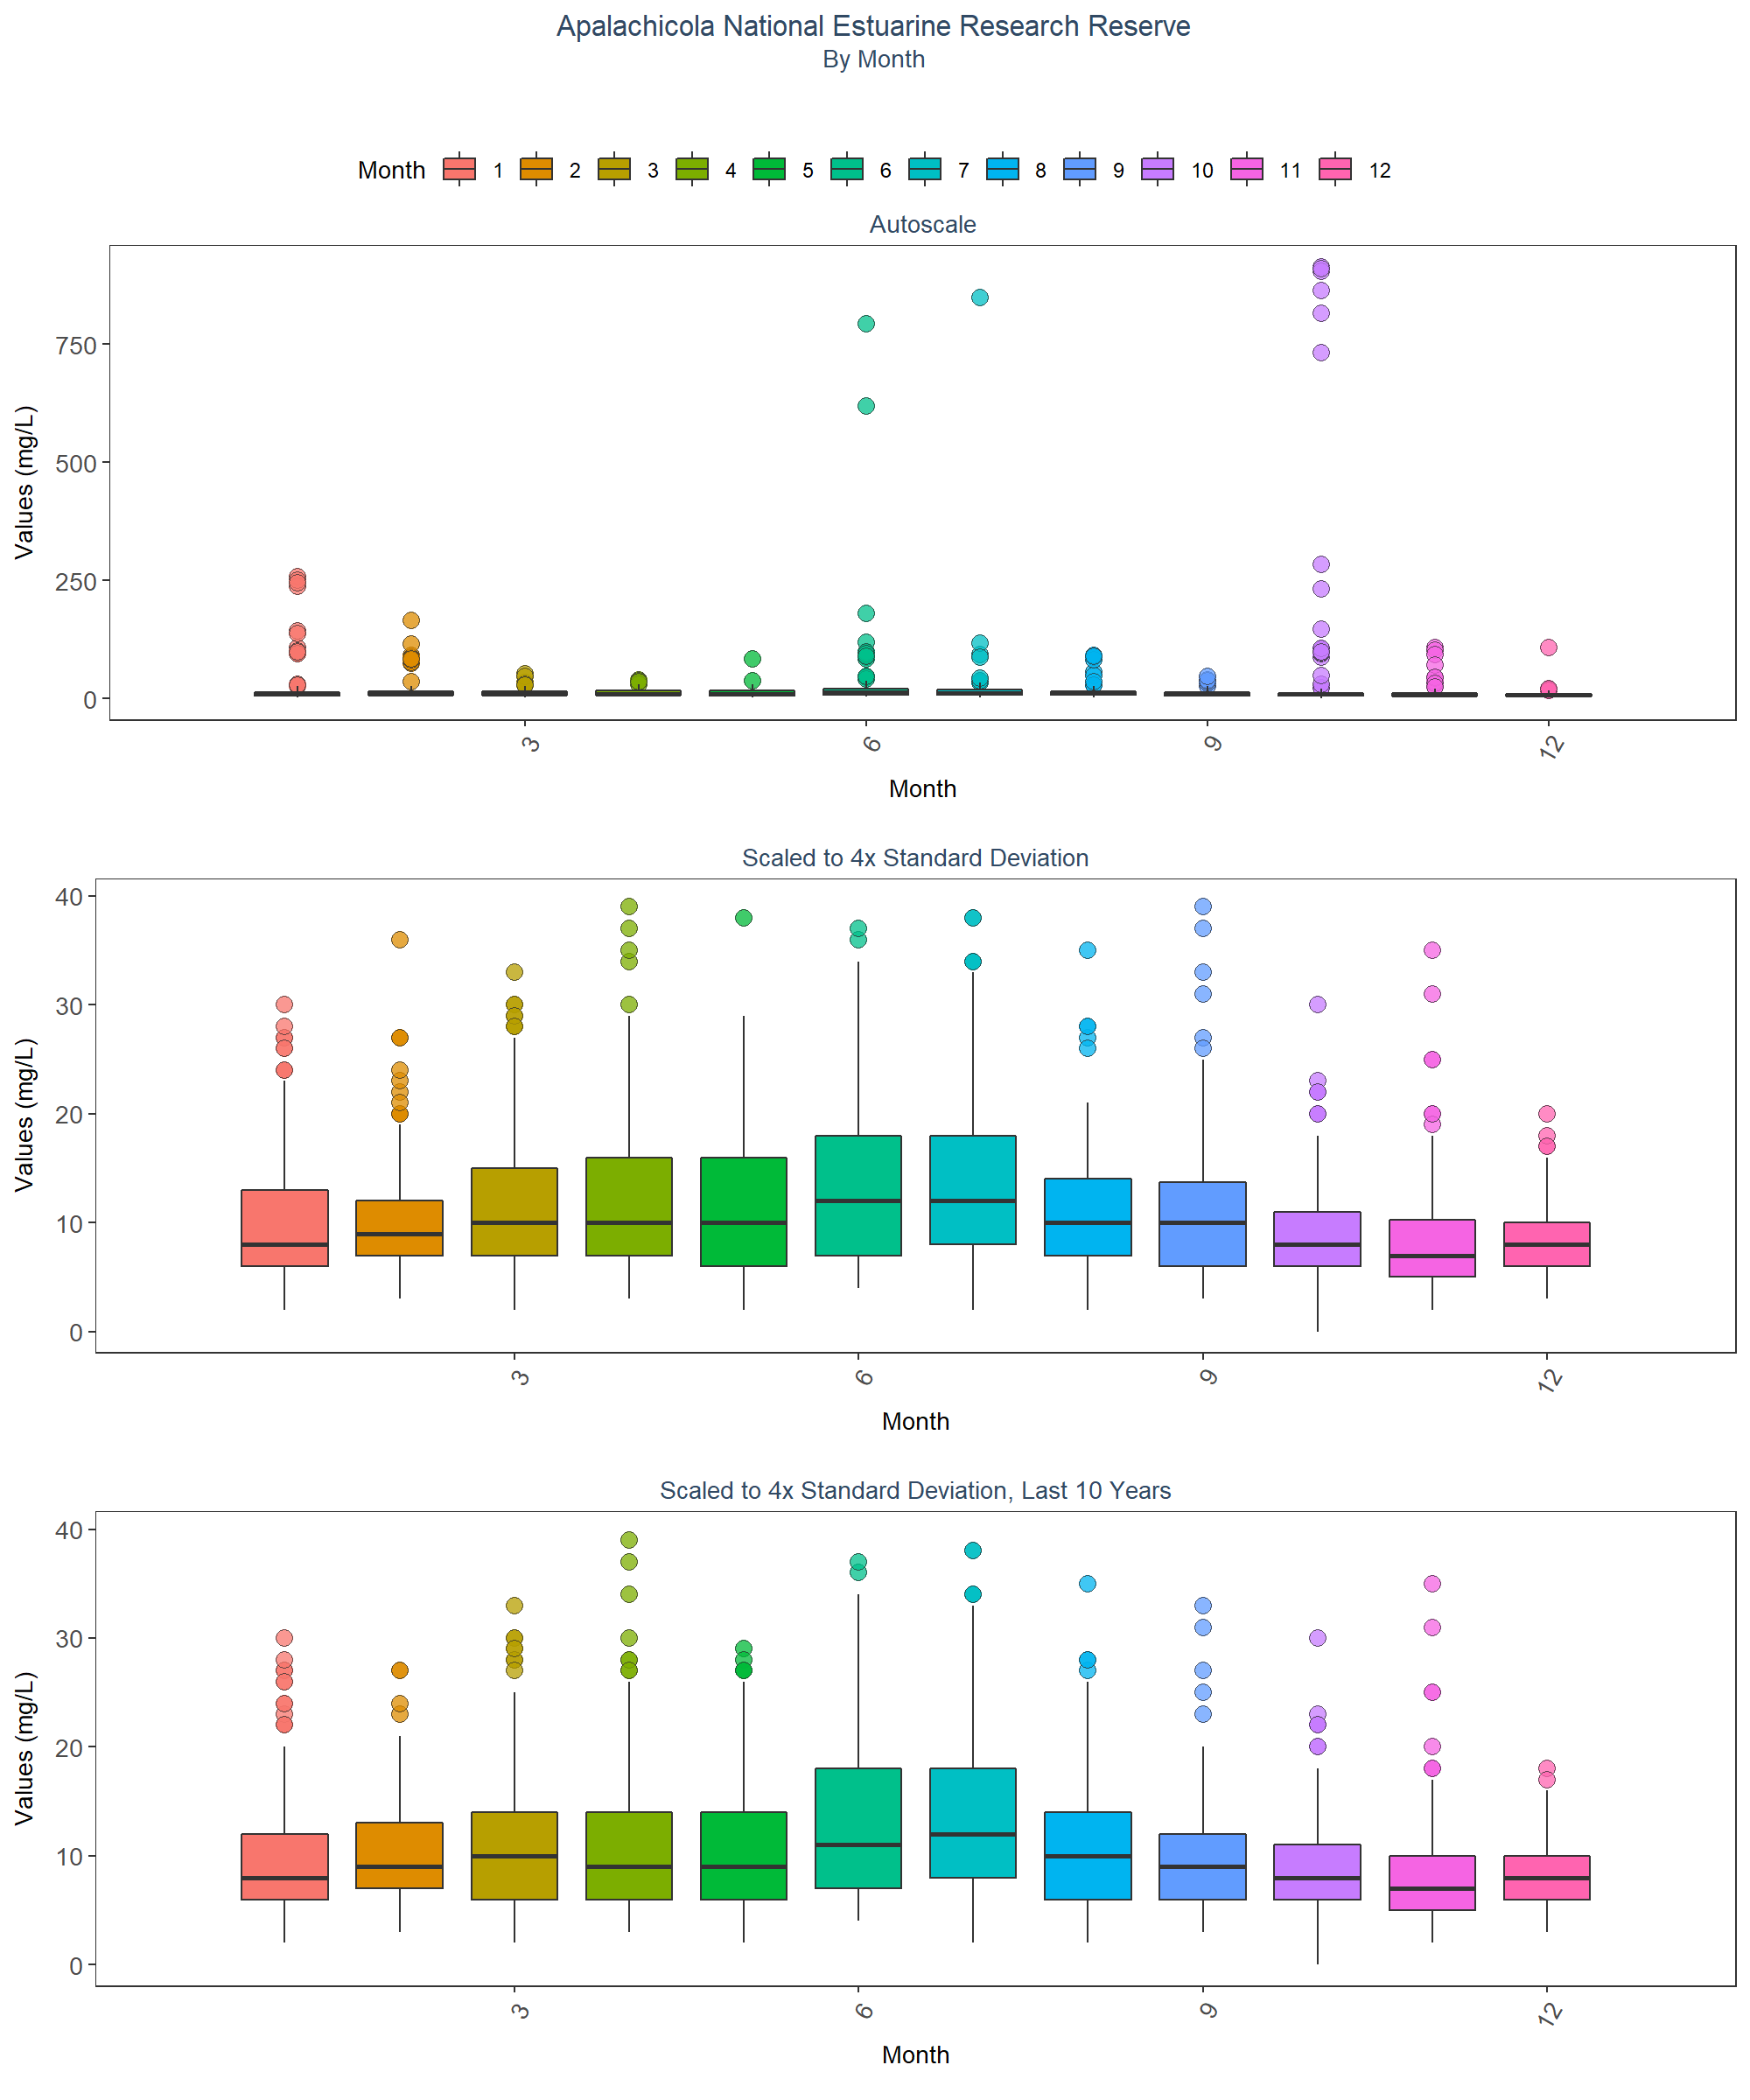 Apalachicola National Estuarine Research Reserve
By Month
Month 1 2 3 4 5 6 7 8 9 10 11 12
Autoscale
Values (mg/L)
750
500
250
0
3 6 9 12
Month
Scaled to 4x Standard Deviation
Values (mg/L)
40
30
20
10
0
3 6 9 12
Month
Scaled to 4x Standard Deviation, Last 10 Years
Values (mg/L)
40
30
20
10
0
3 6 9 12
Month